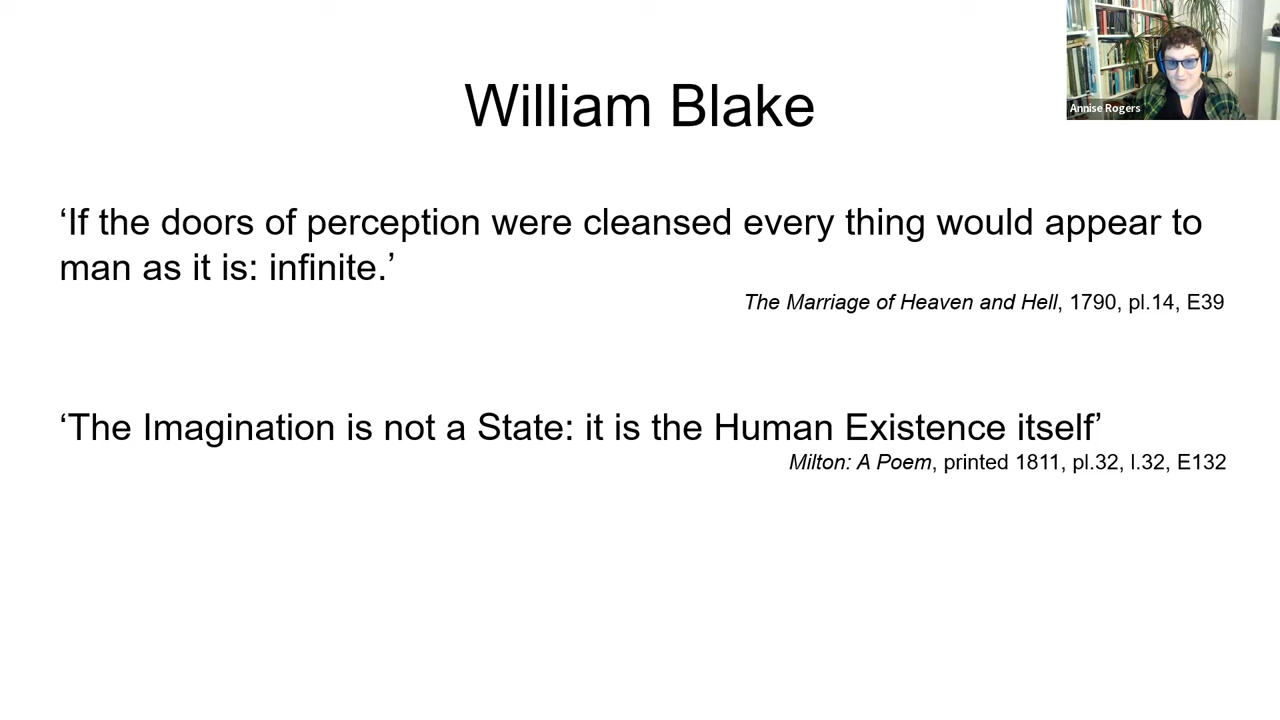 William Blake
Annise Rogers
‘If the doors of perception were cleansed every thing would appear to
man as it is: infinite.’
The Marriage of Heaven and Hell, 1790, pl.14, E39
‘The Imagination is not a State: it is the Human Existence itself’
Milton: A Poem, printed 1811, pl.32, l.32, E132